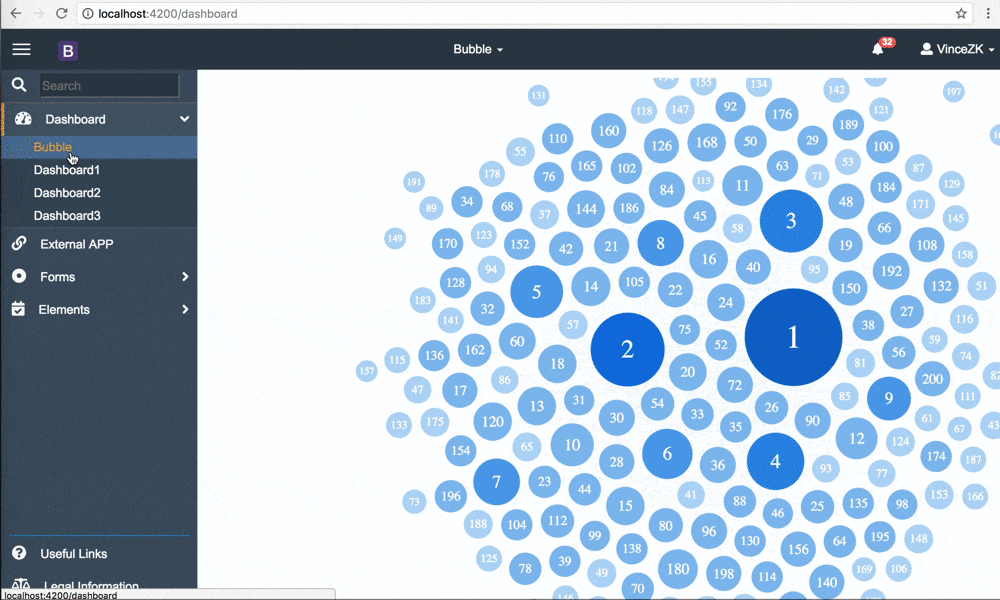 localhost:4200/dashboard
B
Bubble
32
VinceZK
Search
Dashboard
Bubble
Dashboard1
Dashboard2
Dashboard3
External APP
Forms
Elements
Useful Links
Legal Information
localhost:4200/dashboard
155 134 142 197
131 118 147 92 176 121
110 160 126 168 50 29 189 100
55 165 102 63 53 87
191 178 76 84 113 11 71 184 129
89 34 68 37 144 186 45 58 3 48 171 145
149 170 123 152 42 21 8 16 40 19 66 108 158
94 128 5 14 105 22 95 192 132 51
183 32 57 24 150 27 116
141 60 2 75 52 1 38 59
157 115 136 162 18 20 81 56 74
47 17 86 72 9 200 111
133 175 120 13 31 30 54 33 35 26 90 85 61 67 43
154 65 10 6 4 12 124 174 187
7 23 28 36 93 77
73 196 44 15 41 88 46 25 135 98 153 166
188 104 112 99 80 96 130 64 195 148
125 78 39 138 156
49 180 198 114 169 106
70 140